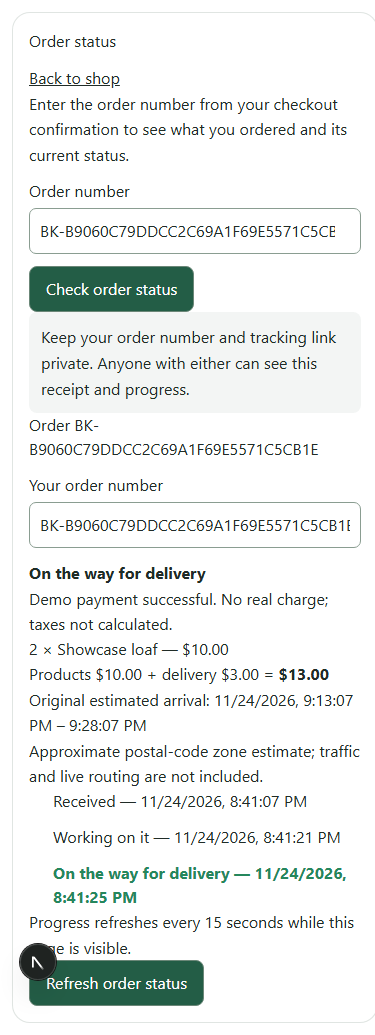 Order status
Back to shop
Enter the order number from your checkout
confirmation to see what you ordered and its
current status.
Order number
BK-B9060C79DDCC2C69A1F69E5571C5CB
Check order status
Keep your order number and tracking link
private. Anyone with either can see this
receipt and progress.
Order BK-
B9060C79DDCC2C69A1F69E5571C5CB1E
Your order number
BK-B9060C79DDCC2C69A1F69E5571C5CB1E
On the way for delivery
Demo payment successful. No real charge;
taxes not calculated.
2 × Showcase loaf — $10.00
Products $10.00 + delivery $3.00 = $13.00
Original estimated arrival: 11/24/2026, 9:13:07
PM – 9:28:07 PM
Approximate postal-code zone estimate; traffic
and live routing are not included.
Received — 11/24/2026, 8:41:07 PM
Working on it — 11/24/2026, 8:41:21 PM
On the way for delivery — 11/24/2026,
8:41:25 PM
Progress refreshes every 15 seconds while this
ge is visible.
Refresh order status